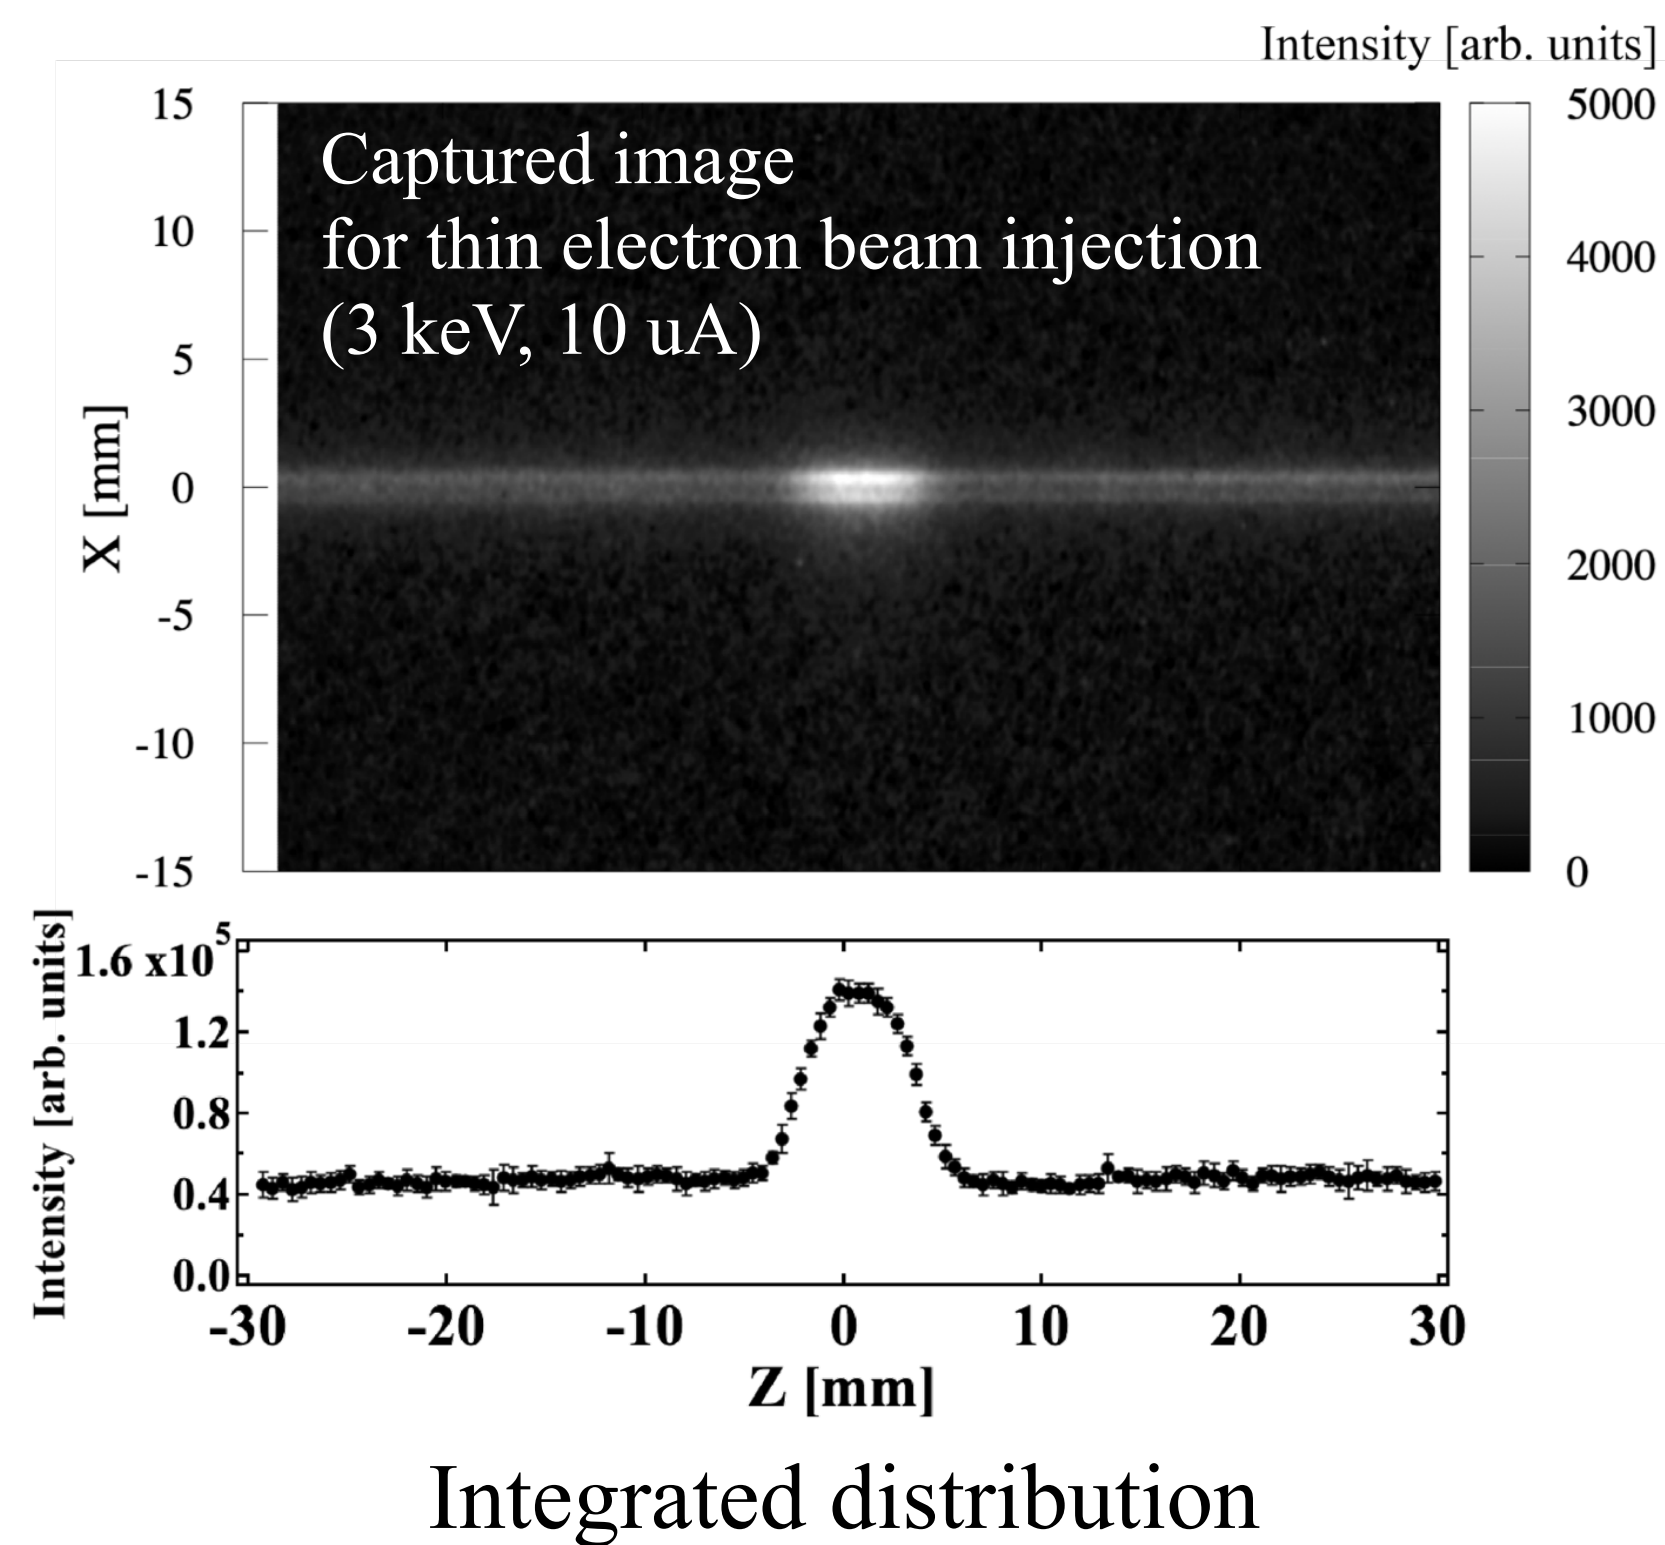 Intensity [arb. units]
Captured image
for thin electron beam injection
(3 keV, 10 uA)
X [mm]
15
10
5
0
-5
-10
-15
5000
4000
3000
2000
1000
0
Intensity [arb. units]
1.6 x10⁵
1.2
0.8
0.4
0.0
-30 -20 -10 0 10 20 30
Z [mm]
Integrated distribution